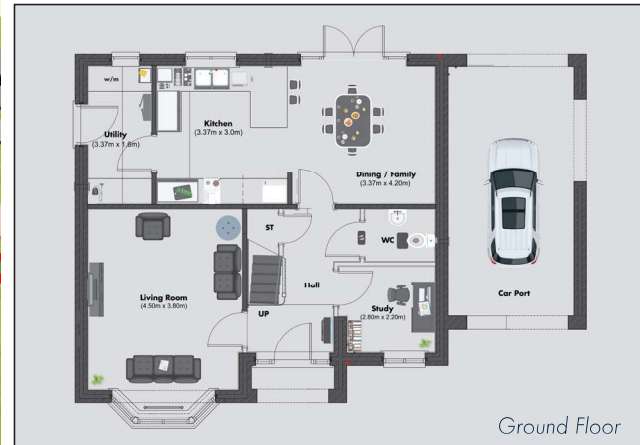 w/m
Utility
(3.37m x 1.8m)
Kitchen
(3.37m x 3.0m)
Dining / Family
(3.37m x 4.20m)
ST
WC
Hall
Living Room
(4.50m x 3.80m)
UP
Study
(2.80m x 2.20m)
Car Port
Ground Floor